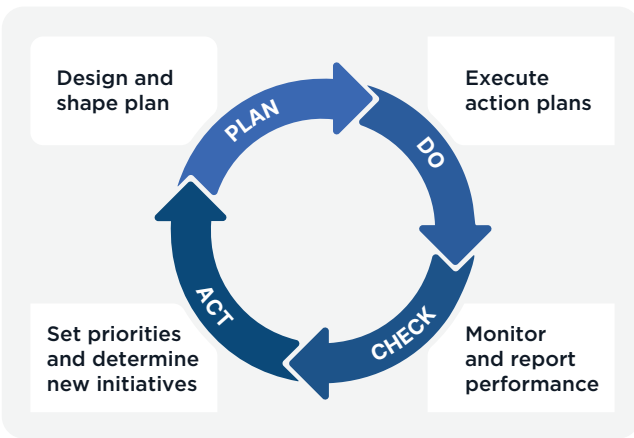 Design and
shape plan
PLAN
Execute
action plans
DO
Monitor
and report
performance
CHECK
Set priorities
and determine
new initiatives
ACT